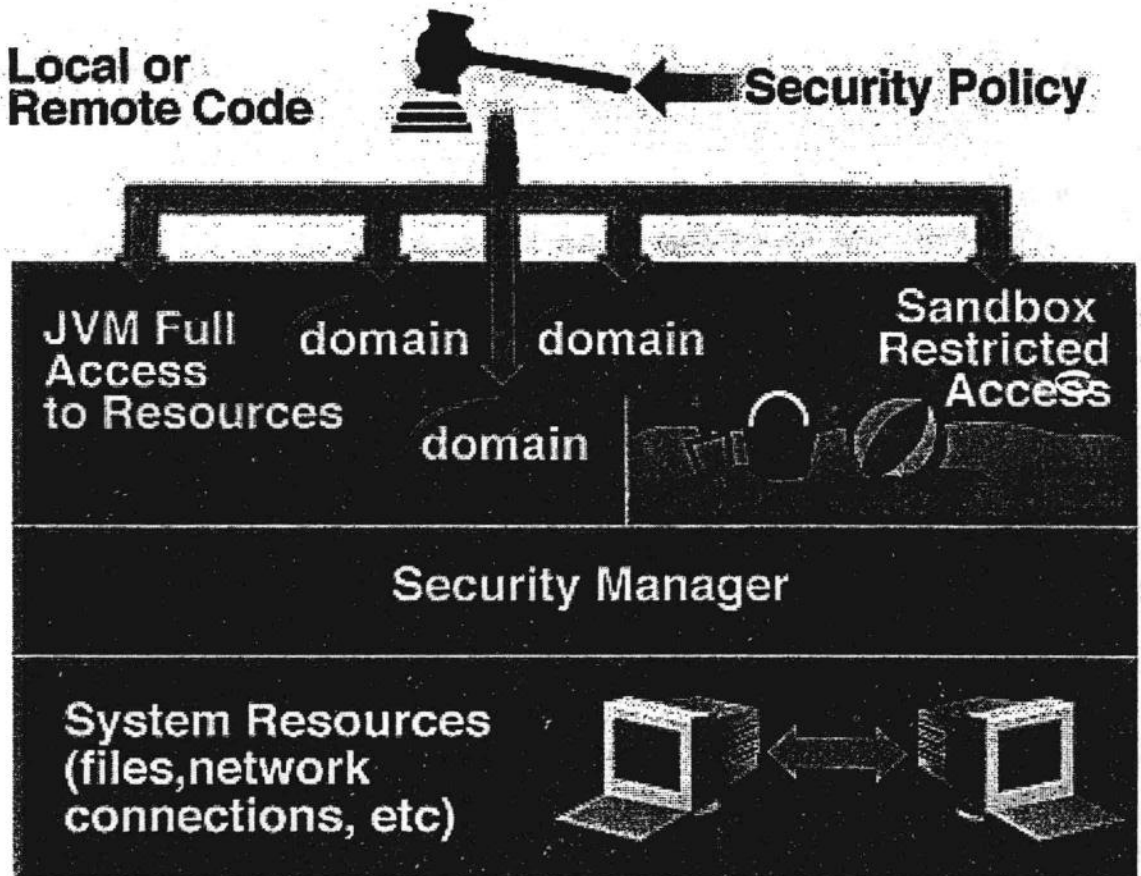 Local or
Remote Code
Security Policy
JVM Full
Access
to Resources
domain
domain
domain
Sandbox
Restricted
Access
Security Manager
System Resources
(files,network
connections, etc)